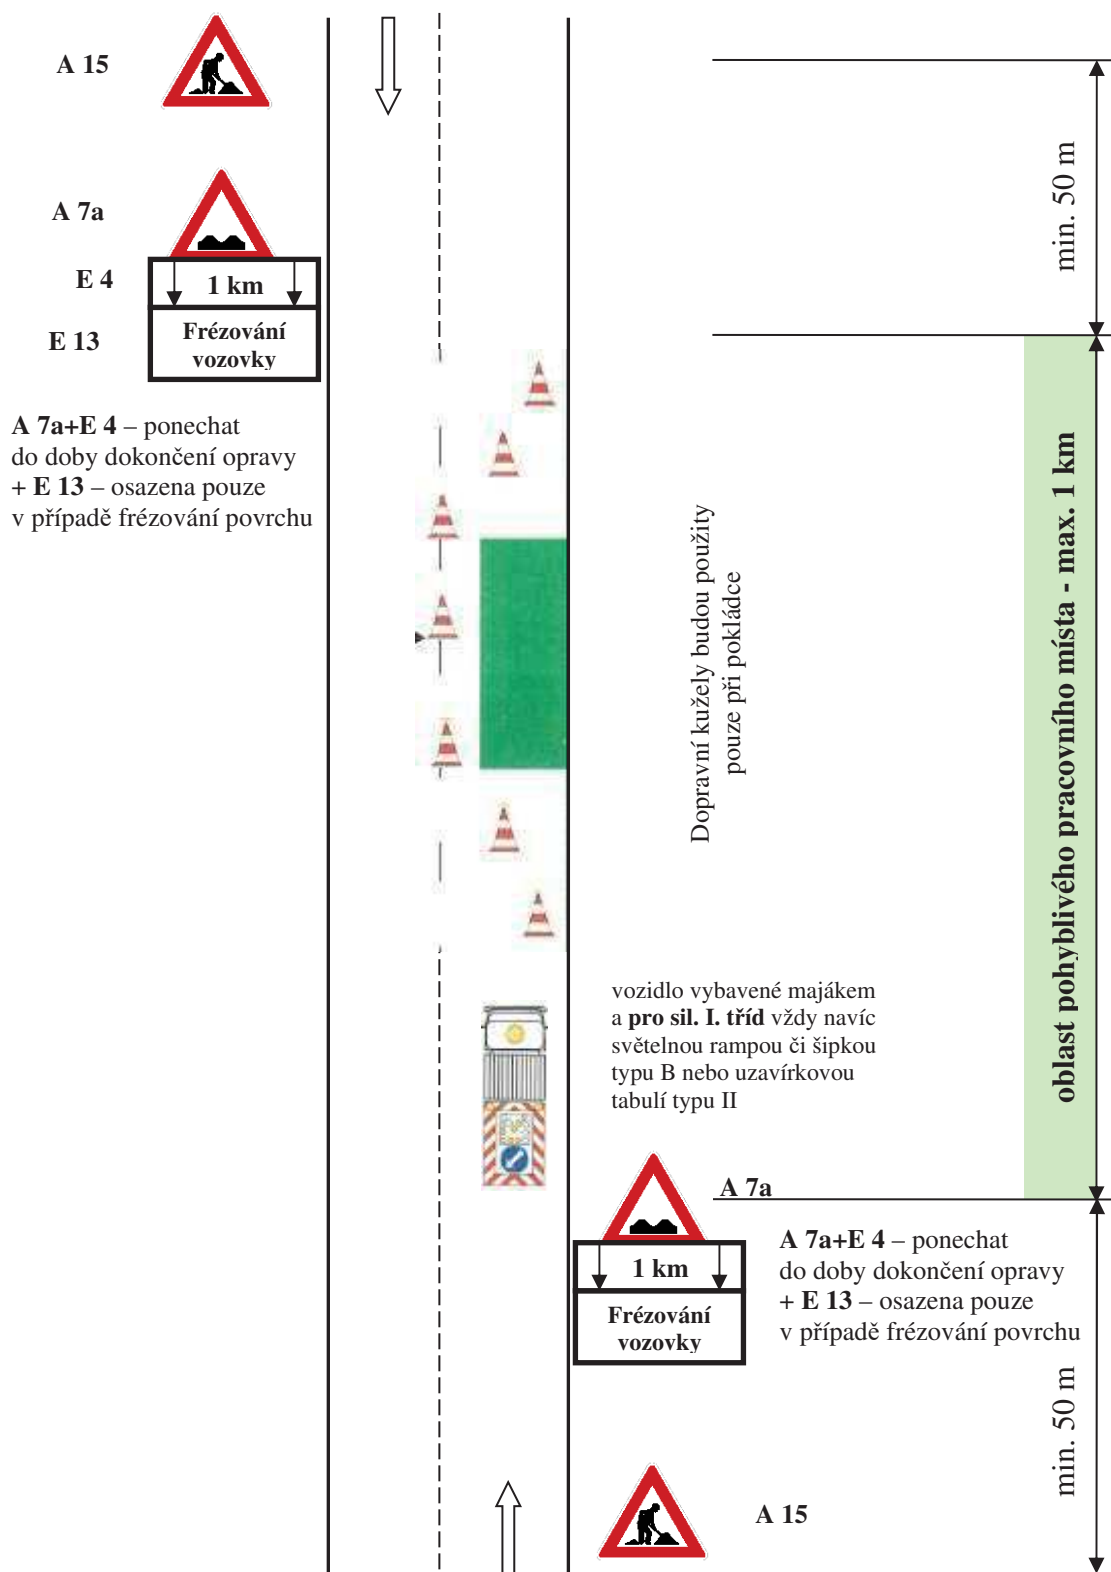 A 15
A 7a
E 4
1 km
E 13
Frézování
vozovky
A 7a+E 4 – ponechat
do doby dokončení opravy
+ E 13 – osazena pouze
v případě frézování povrchu
min. 50 m
oblast pohyblivého pracovního místa - max. 1 km
Dopravní kužely budou použity
pouze při pokládce
vozidlo vybavené majákem
a pro sil. I. tříd vždy navíc
světelnou rampou či šipkou
typu B nebo uzavírkovou
tabulí typu II
A 7a
1 km
Frézování
vozovky
A 7a+E 4 – ponechat
do doby dokončení opravy
+ E 13 – osazena pouze
v případě frézování povrchu
min. 50 m
A 15